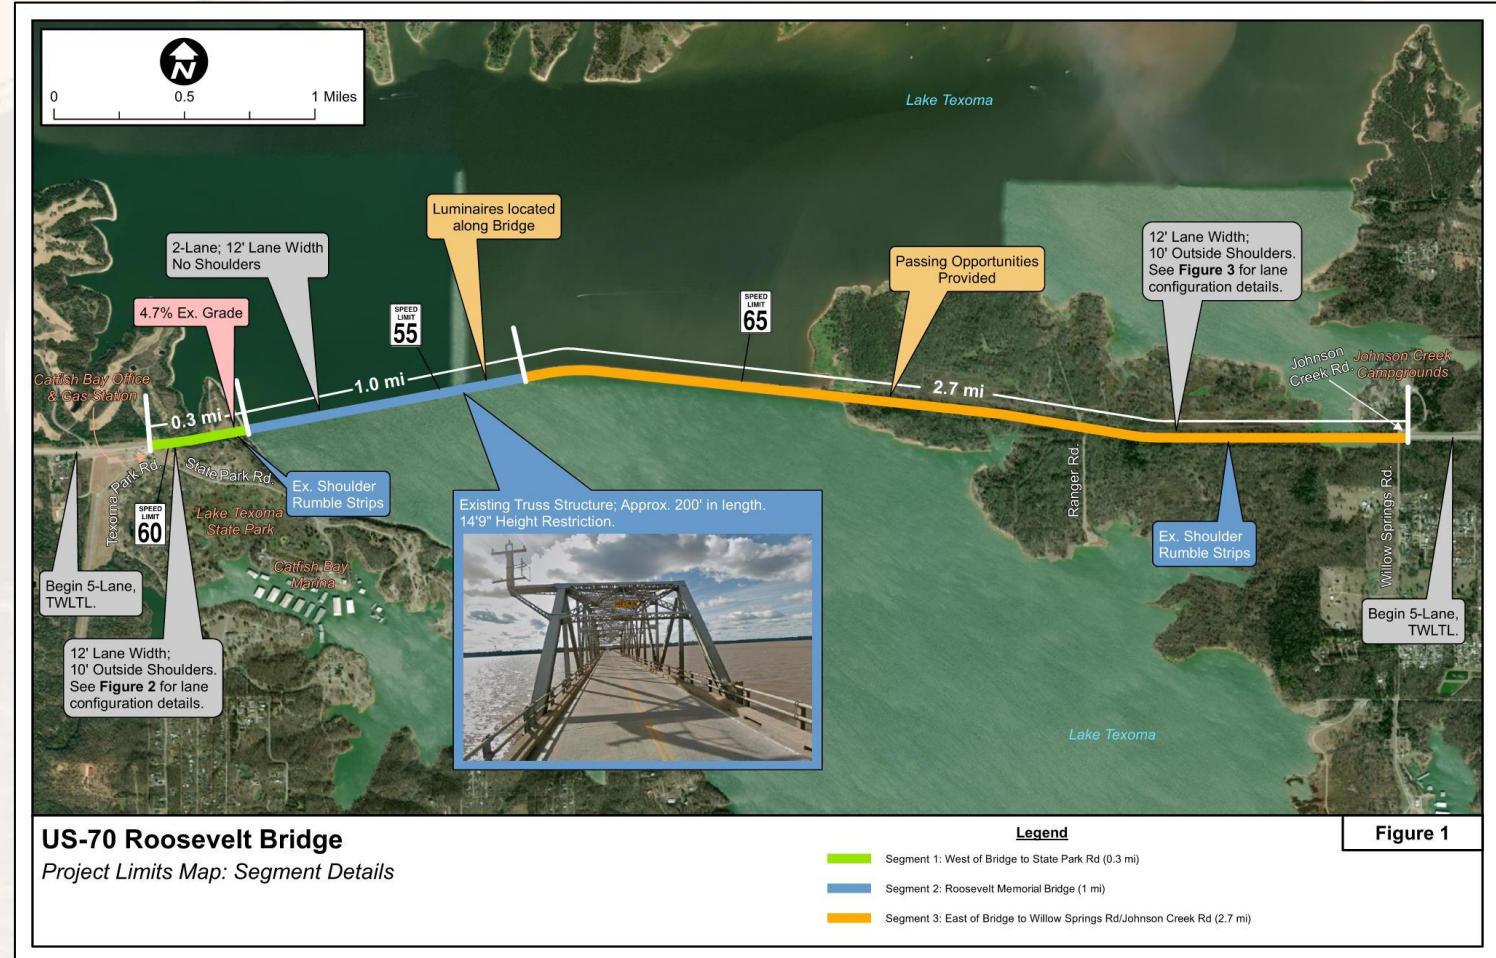 N
0 0.5 1 Miles
Lake Texoma
Luminaires located
along Bridge
2-Lane; 12' Lane Width
No Shoulders
12' Lane Width;
10' Outside Shoulders.
See Figure 3 for lane
configuration details.
Passing Opportunities
Provided
4.7% Ex. Grade
SPEED
LIMIT
55
SPEED
LIMIT
65
Johnson
Creek Rd.
Johnson Creek
Campgrounds
Catfish Bay Office
& Gas Station
0.3 mi
1.0 mi
2.7 mi
Texoma Park Rd.
State Park Rd.
Ex. Shoulder
Rumble Strips
SPEED
LIMIT
60
Lake Texoma
State Park
Catfish Bay
Marina
Existing Truss Structure; Approx. 200' in length.
14'9" Height Restriction.
Ranger Rd.
Ex. Shoulder
Rumble Strips
Willow Springs Rd.
Begin 5-Lane,
TWLTL.
Begin 5-Lane,
TWLTL.
12' Lane Width;
10' Outside Shoulders.
See Figure 2 for lane
configuration details.
Lake Texoma
US-70 Roosevelt Bridge
Project Limits Map: Segment Details
Legend
Segment 1: West of Bridge to State Park Rd (0.3 mi)
Segment 2: Roosevelt Memorial Bridge (1 mi)
Segment 3: East of Bridge to Willow Springs Rd/Johnson Creek Rd (2.7 mi)
Figure 1